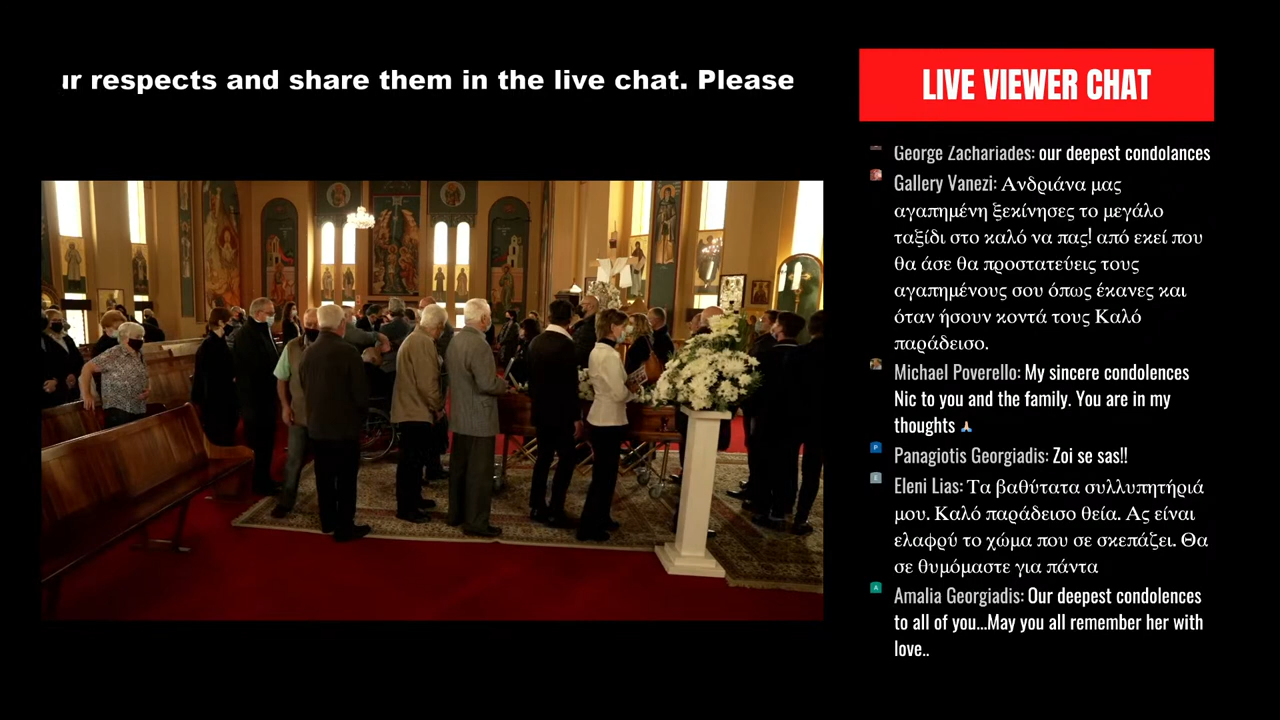 ur respects and share them in the live chat. Please
LIVE VIEWER CHAT
George Zachariades: our deepest condolances
Gallery Vanezi: Ανδριάνα μας
αγαπημένη ξεκίνησες το μεγάλο
ταξίδι στο καλό να πας! από εκεί που
θα άσε θα προστατεύεις τους
αγαπημένους σου όπως έκανες και
όταν ήσουν κοντά τους Καλό
παράδεισο.
Michael Poverello: My sincere condolences
Nic to you and the family. You are in my
thoughts 🙏
P
Panagiotis Georgiadis: Zoi se sas!!
E
Eleni Lias: Τα βαθύτατα συλλυπητήριά
μου. Καλό παράδεισο θεία. Ας είναι
ελαφρύ το χώμα που σε σκεπάζει. Θα
σε θυμόμαστε για πάντα
A
Amalia Georgiadis: Our deepest condolences
to all of you...May you all remember her with
love..